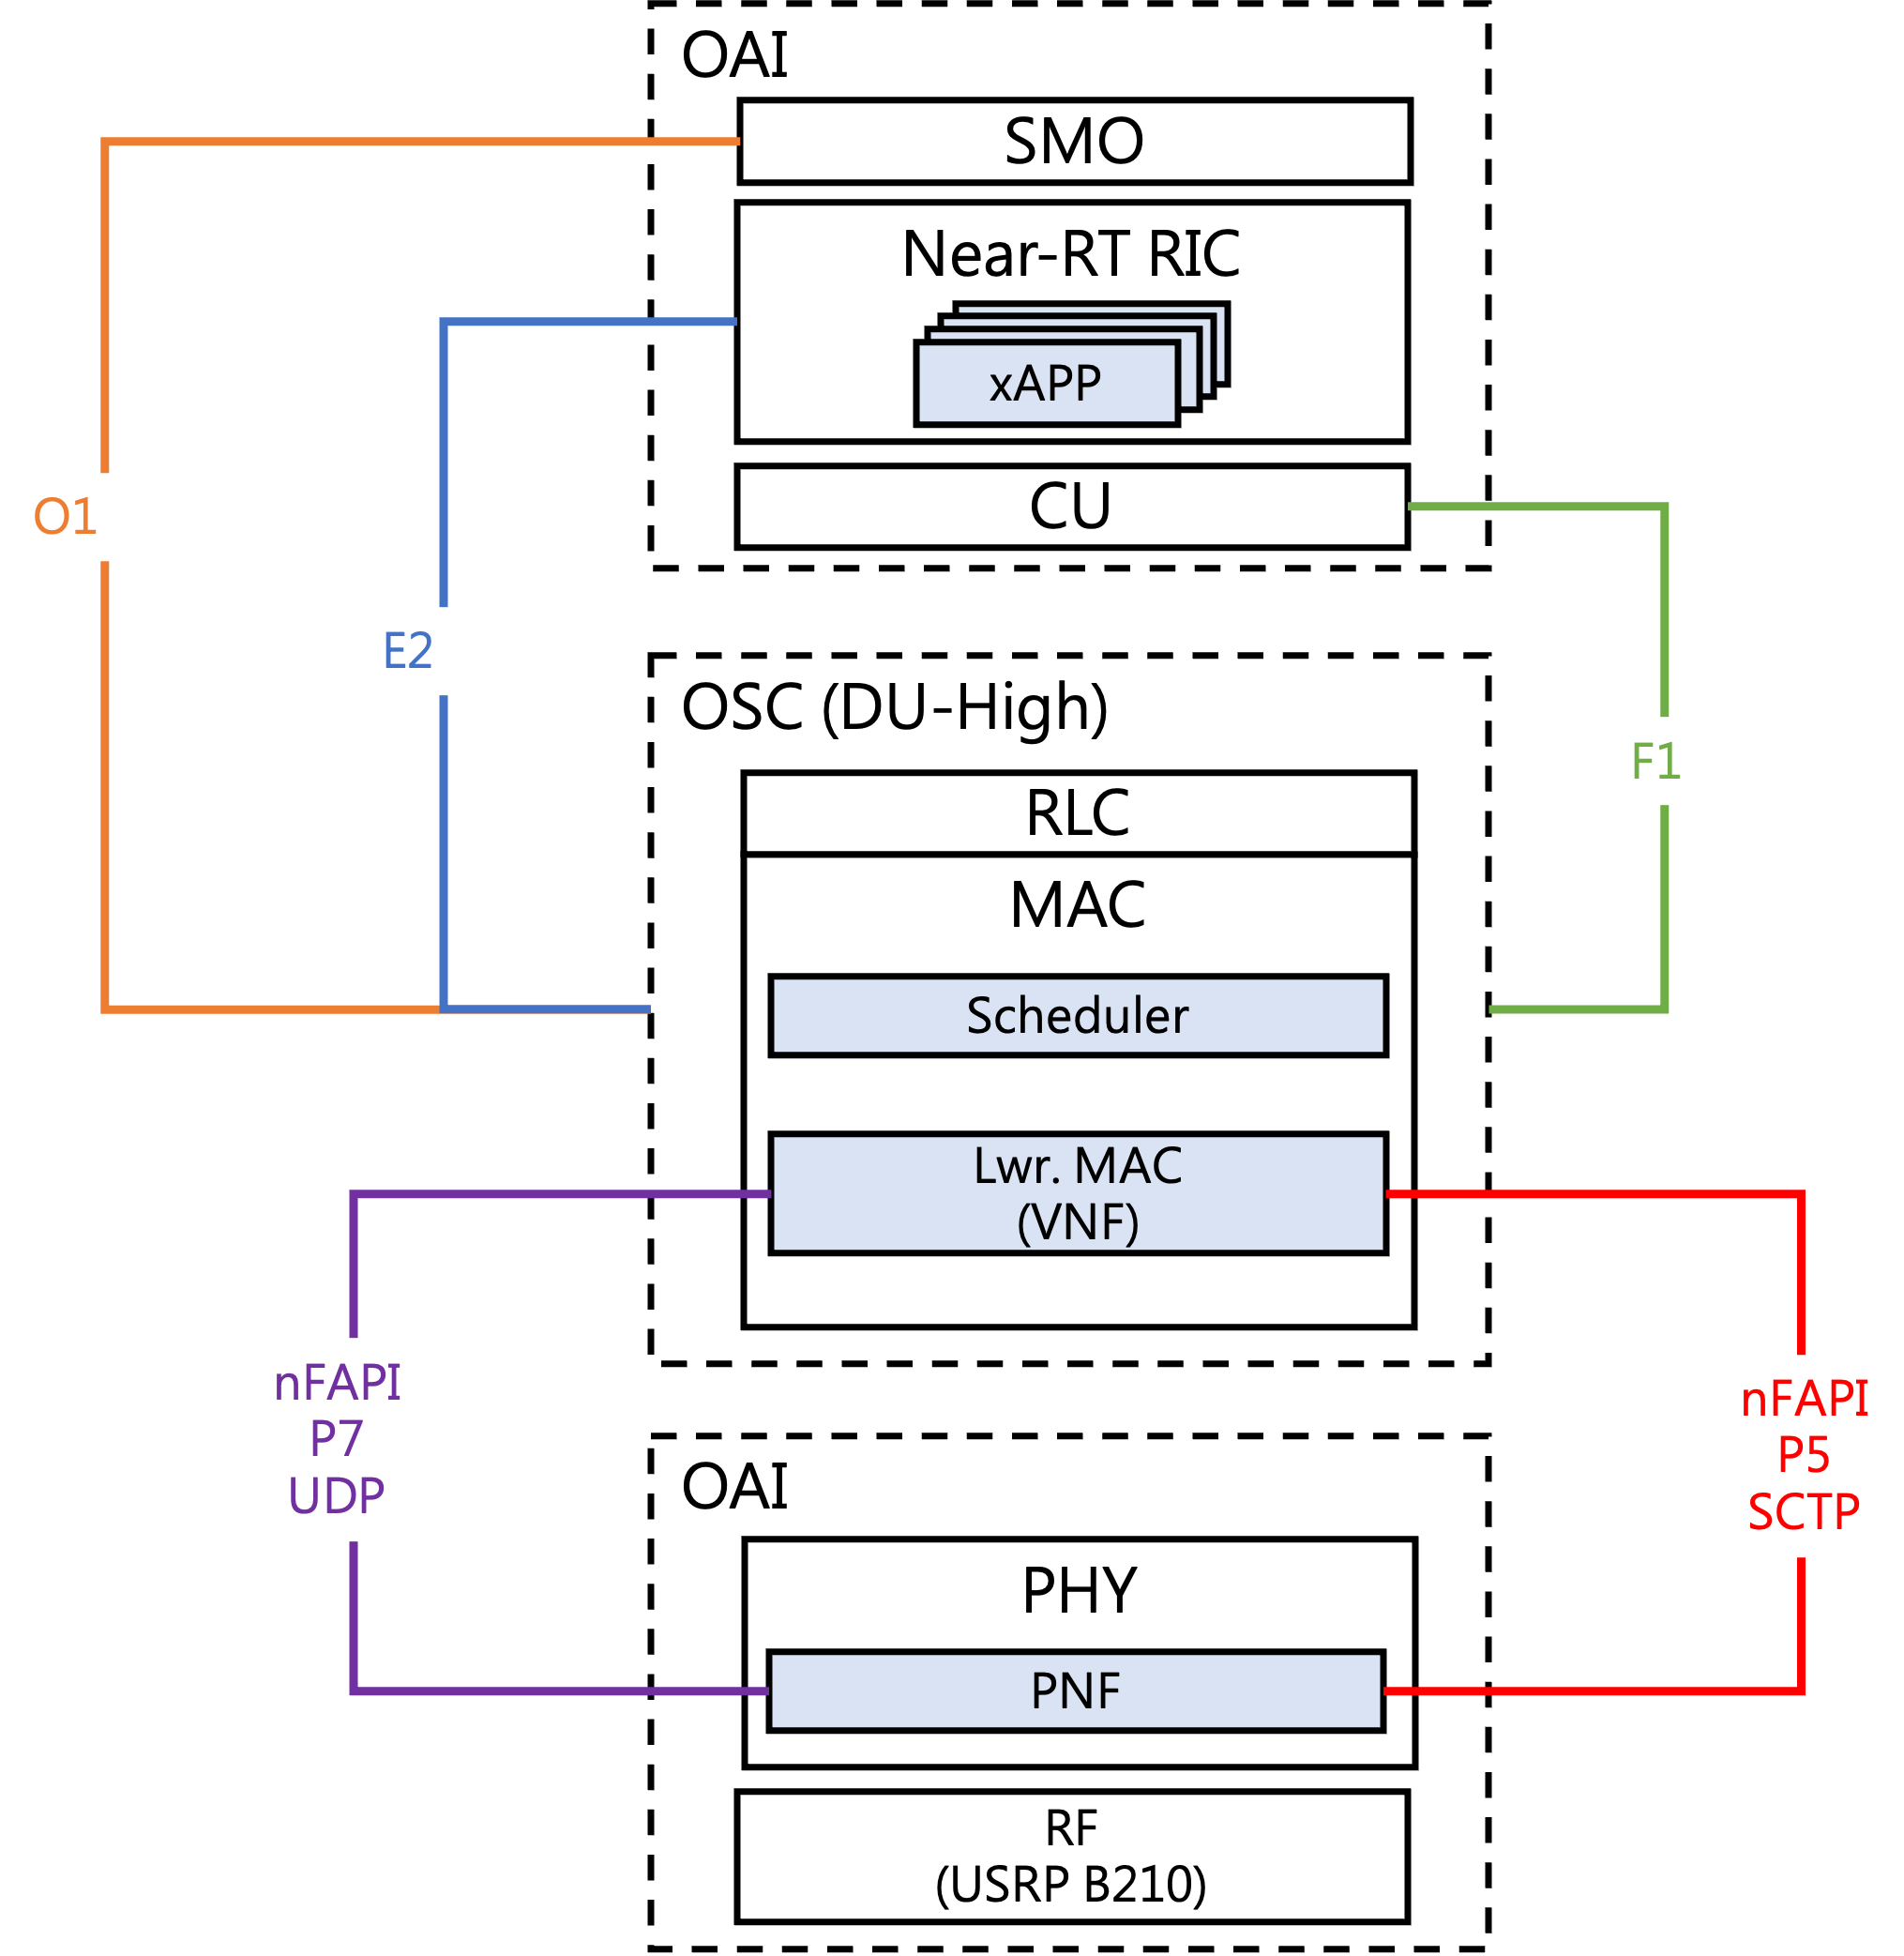 OAI
SMO
Near-RT RIC
xAPP
CU
O1
E2
F1
OSC (DU-High)
RLC
MAC
Scheduler
Lwr. MAC
(VNF)
nFAPI
P7
UDP
nFAPI
P5
SCTP
OAI
PHY
PNF
RF
(USRP B210)